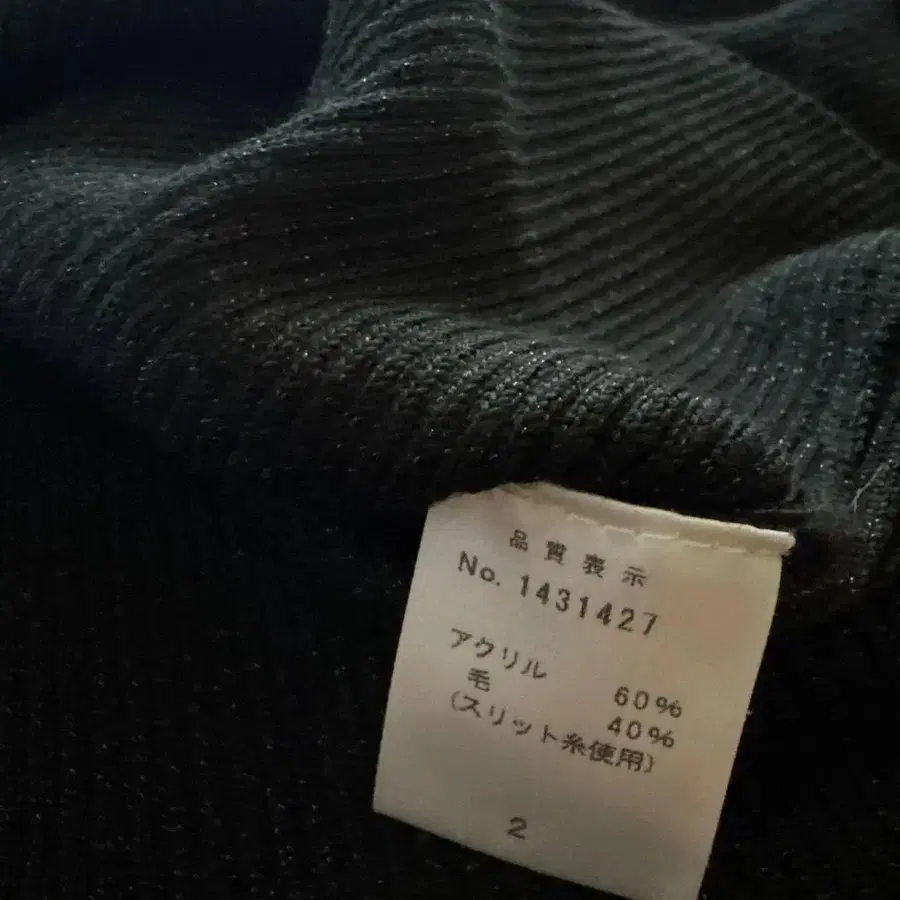 品質表示
No. 1431427
アクリル 60%
毛 40%
(スリット糸使用)
2